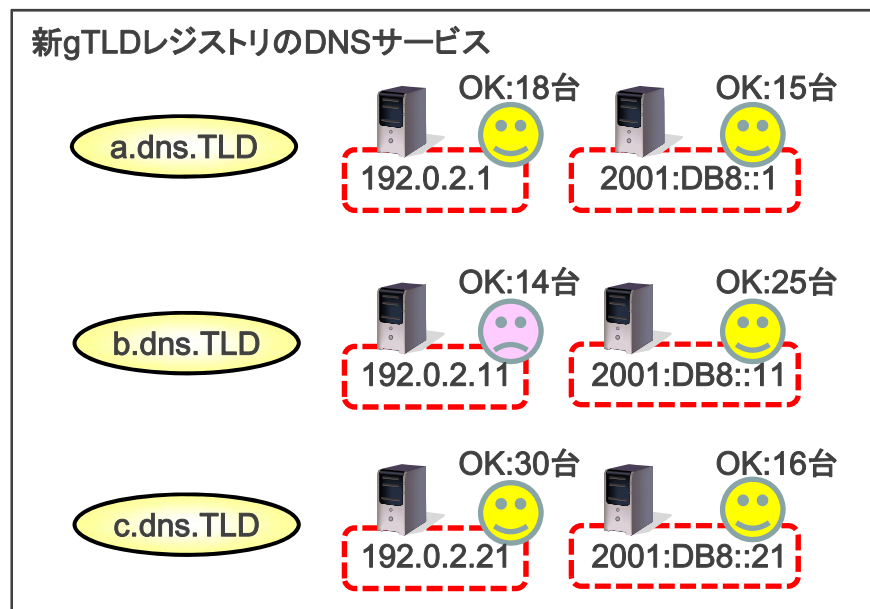 新gTLDレジストリのDNSサービス
OK:18台 OK:15台
a.dns.TLD 192.0.2.1 2001:DB8::1
OK:14台 OK:25台
b.dns.TLD 192.0.2.11 2001:DB8::11
OK:30台 OK:16台
c.dns.TLD 192.0.2.21 2001:DB8::21